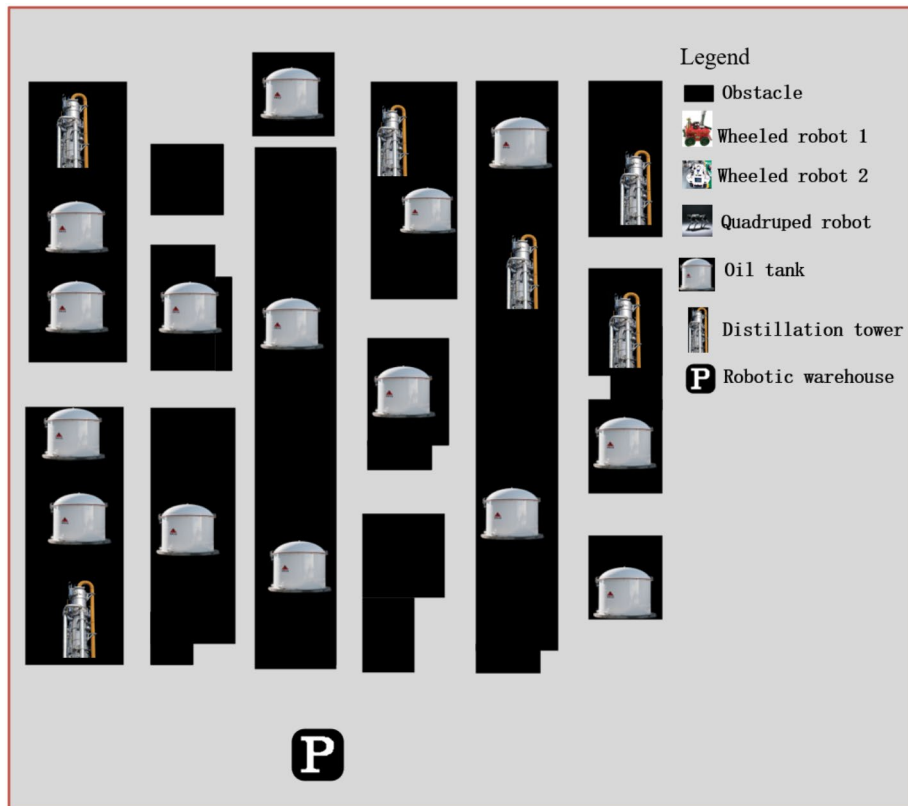 Legend
Obstacle
Wheeled robot 1
Wheeled robot 2
Quadruped robot
Oil tank
Distillation tower
P Robotic warehouse
P